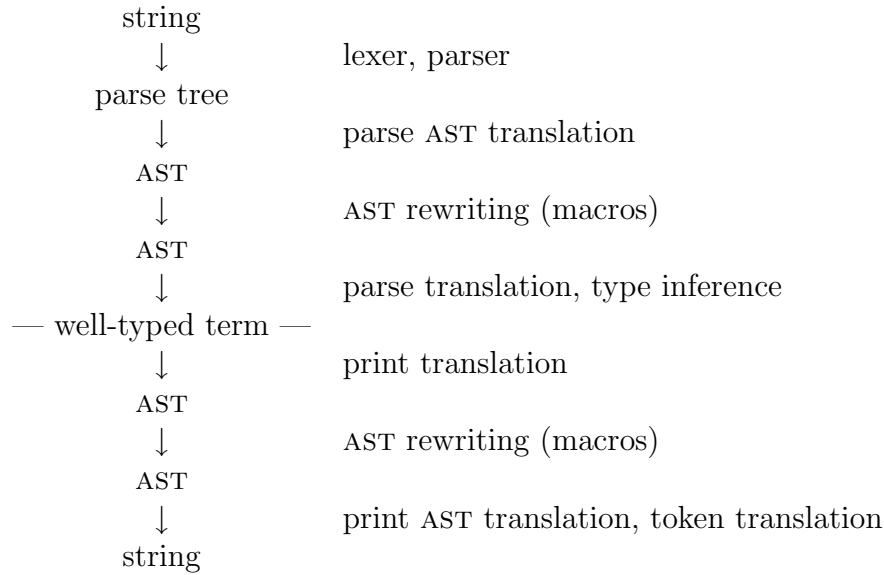 string
↓ lexer, parser
parse tree
↓ parse AST translation
AST
↓ AST rewriting (macros)
AST
↓ parse translation, type inference
— well-typed term —
↓ print translation
AST
↓ AST rewriting (macros)
AST
↓ print AST translation, token translation
string